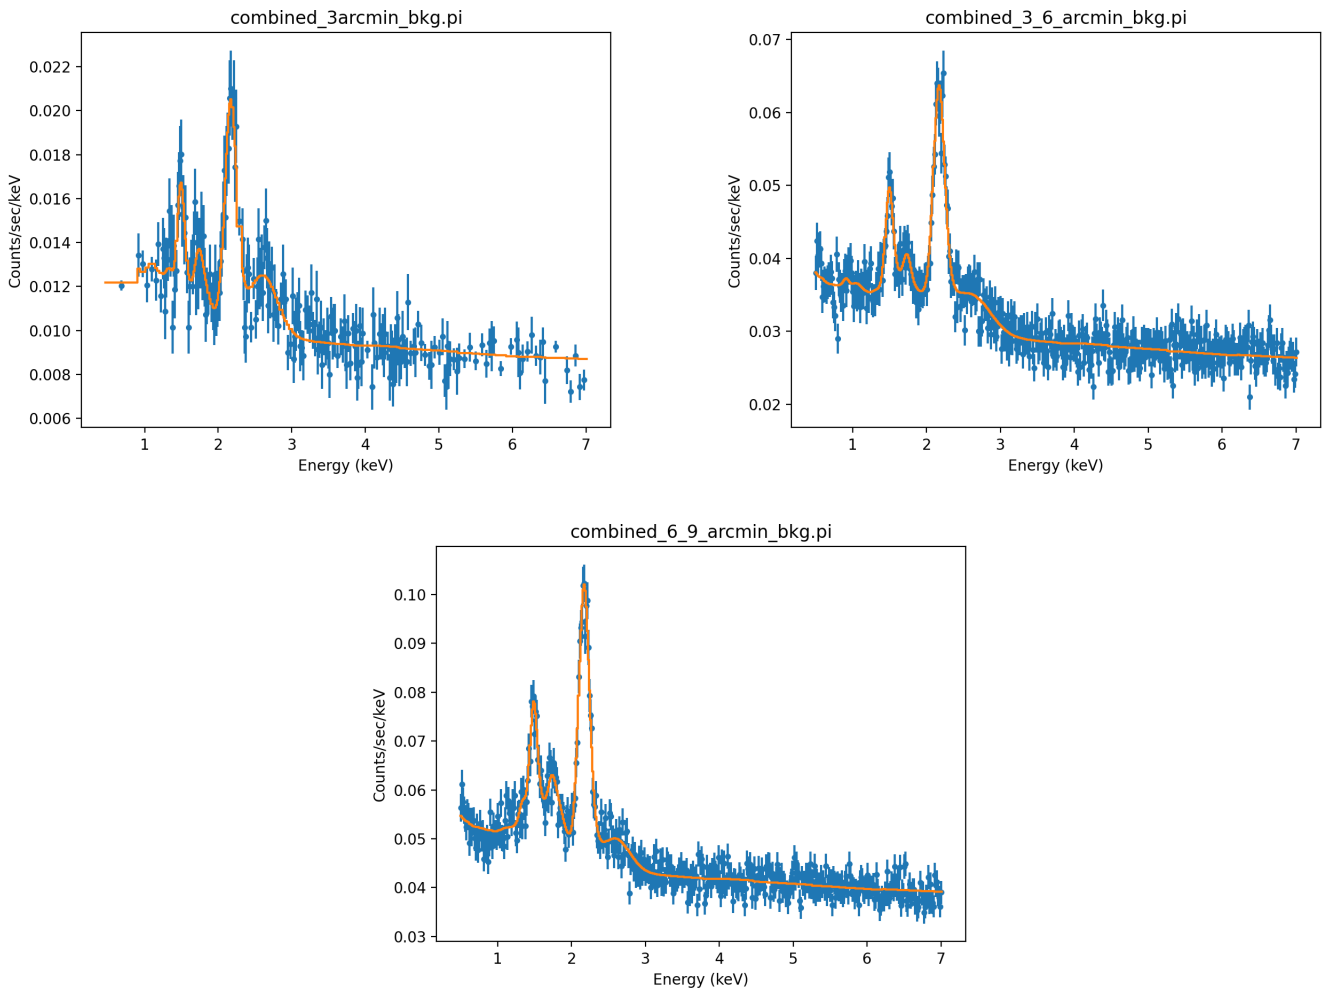 combined_3arcmin_bkg.pi
0.022
0.020
0.018
0.016
0.014
0.012
0.010
0.008
0.006
Counts/sec/keV
1 2 3 4 5 6 7
Energy (keV)
combined_3_6_arcmin_bkg.pi
0.07
0.06
0.05
0.04
0.03
0.02
Counts/sec/keV
1 2 3 4 5 6 7
Energy (keV)
combined_6_9_arcmin_bkg.pi
0.10
0.09
0.08
0.07
0.06
0.05
0.04
0.03
Counts/sec/keV
1 2 3 4 5 6 7
Energy (keV)